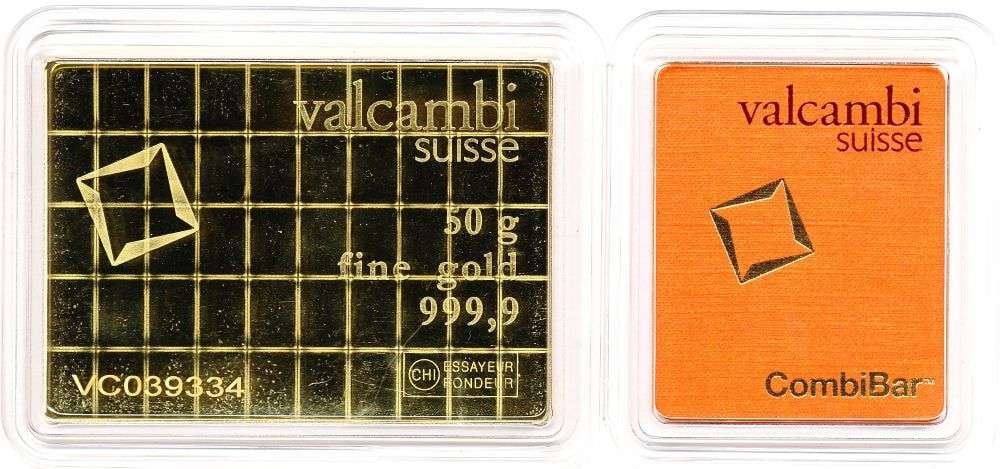 valcambi
suisse
50 g
fine gold
999,9
CHI ESSAYEUR
FONDEUR
VC039334
valcambi
suisse
CombiBar™